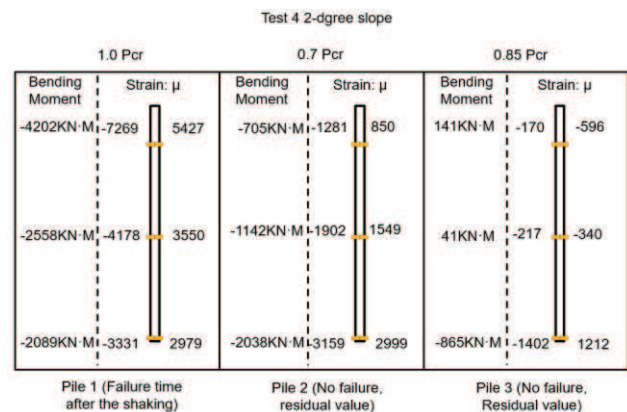 Test 4 2-dgree slope
1.0 Pcr 0.7 Pcr 0.85 Pcr
Bending Moment Strain: μ
-4202KN·M -7269 5427
-2558KN·M -4178 3550
-2089KN·M -3331 2979
Pile 1 (Failure time
after the shaking)
Bending Moment Strain: μ
-705KN·M -1281 850
-1142KN·M -1902 1549
-2038KN·M -3159 2999
Pile 2 (No failure,
residual value)
Bending Moment Strain: μ
141KN·M -170 -596
41KN·M -217 -340
-865KN·M -1402 1212
Pile 3 (No failure,
Residual value)